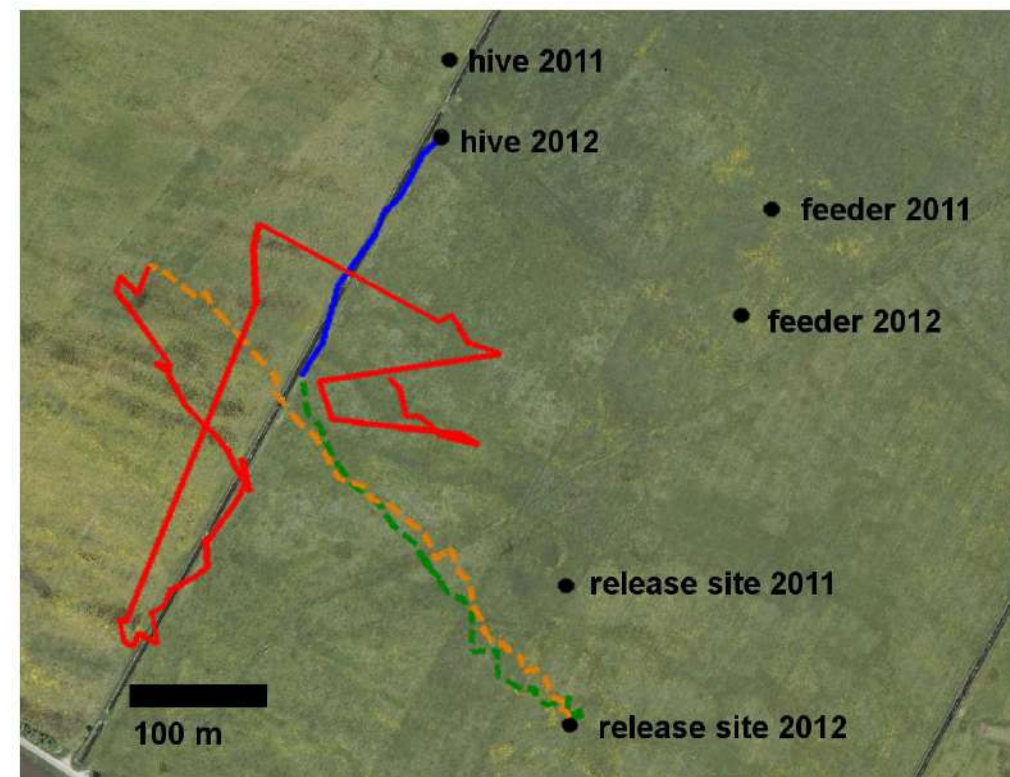 hive 2011
hive 2012
feeder 2011
feeder 2012
release site 2011
release site 2012
100 m